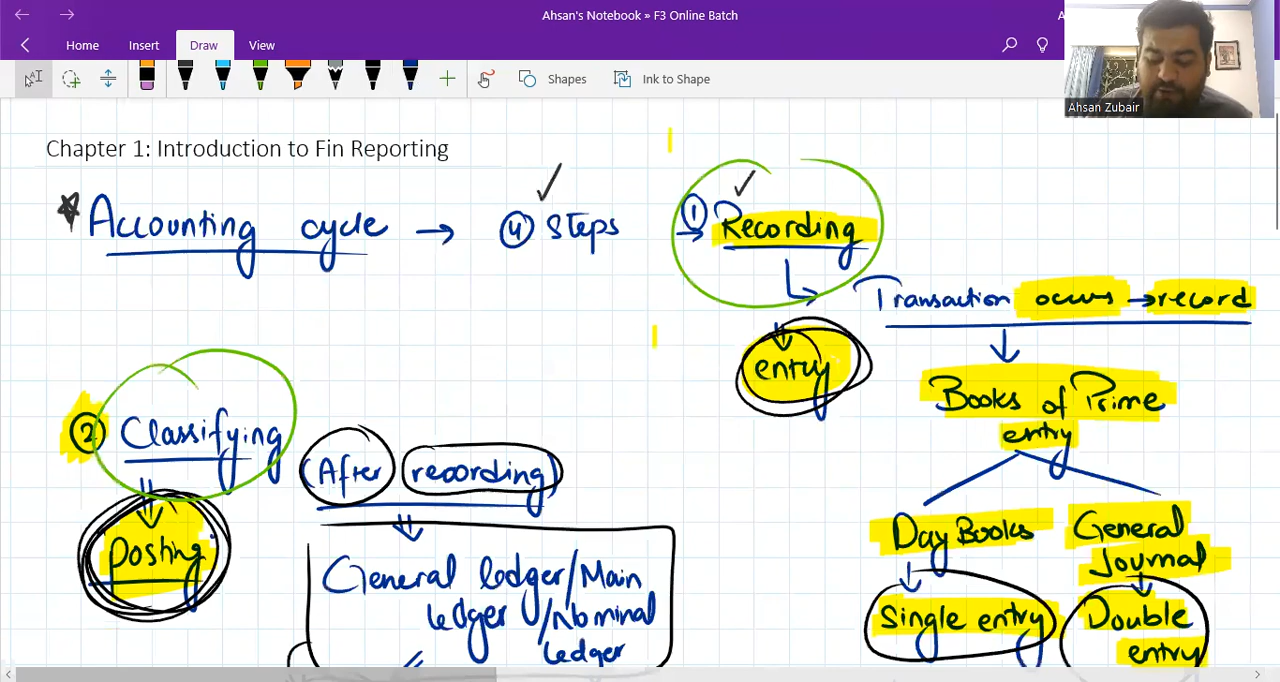 Ahsan's Notebook » F3 Online Batch
A
Home Insert Draw View
Shapes
Ink to Shape
Ahsan Zubair
Chapter 1: Introduction to Fin Reporting
Accounting cycle → ④ Steps
→ ① Recording
Transaction occurs → record
entry
Books of Prime
entry
② Classifying
(After recording)
Posting
General ledger/Main
ledger/Nominal
ledger
Day Books
General
Journal
Single entry
Double
entry